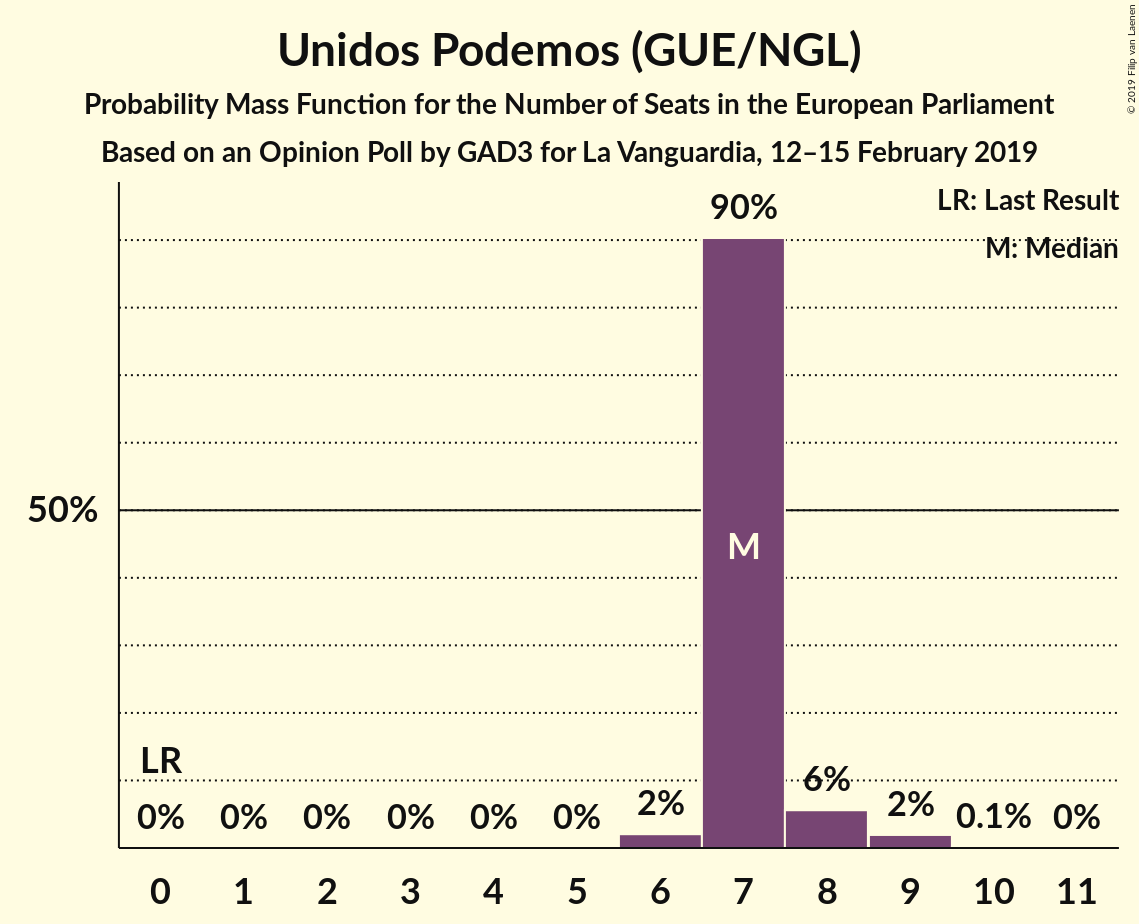 Unidos Podemos (GUE/NGL)
Probability Mass Function for the Number of Seats in the European Parliament
Based on an Opinion Poll by GAD3 for La Vanguardia, 12–15 February 2019
© 2019 Filip van Laenen
LR: Last Result
M: Median
90%
50%
M
LR
0% 0% 0% 0% 0% 0% 2% 6% 2% 0.1% 0%
0 1 2 3 4 5 6 7 8 9 10 11